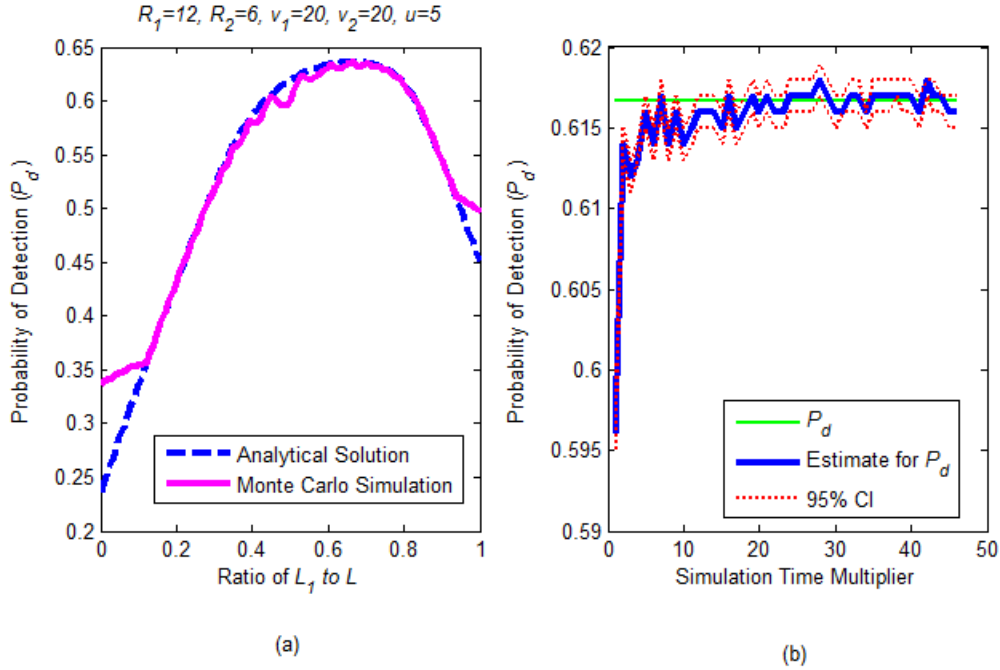 R1=12, R2=6, v1=20, v2=20, u=5
Probability of Detection (Pd)
0.65
0.6
0.55
0.5
0.45
0.4
0.35
0.3
0.25
0.2
0 0.2 0.4 0.6 0.8 1
Ratio of L1 to L
Analytical Solution
Monte Carlo Simulation
(a)
Probability of Detection (Pd)
0.62
0.615
0.61
0.605
0.6
0.595
0.59
0 10 20 30 40 50
Simulation Time Multiplier
Pd
Estimate for Pd
95% CI
(b)